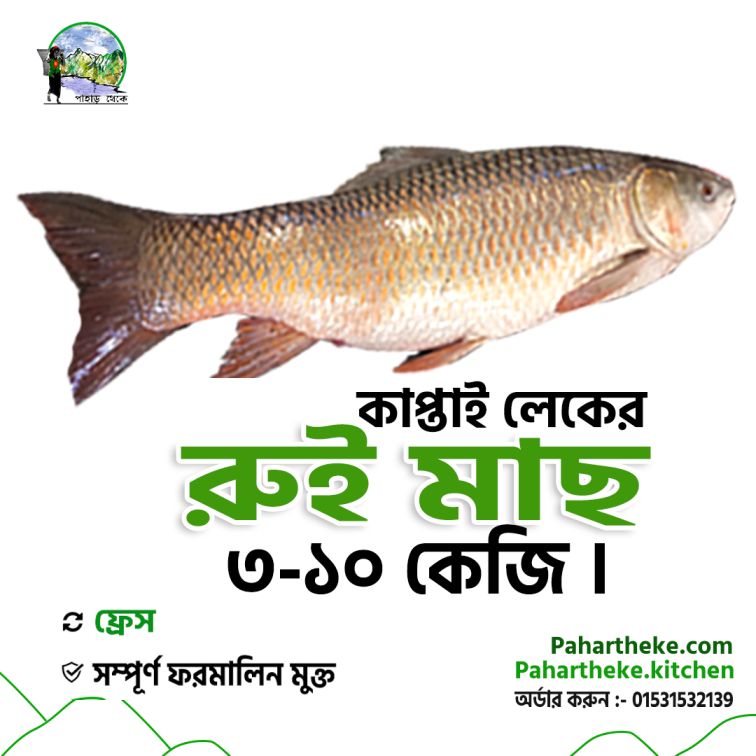 পাহাড় থেকে
কাপ্তাই লেকের
রুই মাছ
৩-১০ কেজি ।
ফ্রেস
সম্পূর্ণ ফরমালিন মুক্ত
Pahartheke.com
Pahartheke.kitchen
অর্ডার করুন :- 01531532139